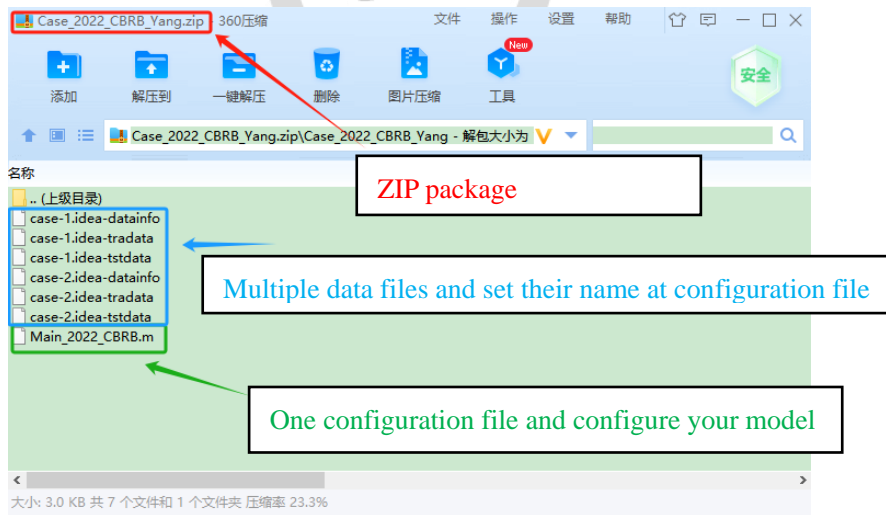 Case_2022_CBRB_Yang.zip - 360压缩 文件 操作 设置 帮助
New
添加 解压到 一键解压 删除 图片压缩 工具 安全
Case_2022_CBRB_Yang.zip\Case_2022_CBRB_Yang - 解包大小为
名称
ZIP package
.. (上级目录)
case-1.idea-datainfo
case-1.idea-tradata
case-1.idea-tstdata
case-2.idea-datainfo
case-2.idea-tradata
case-2.idea-tstdata
Main_2022_CBRB.m
Multiple data files and set their name at configuration file
One configuration file and configure your model
大小: 3.0 KB 共 7 个文件和 1 个文件夹 压缩率 23.3%